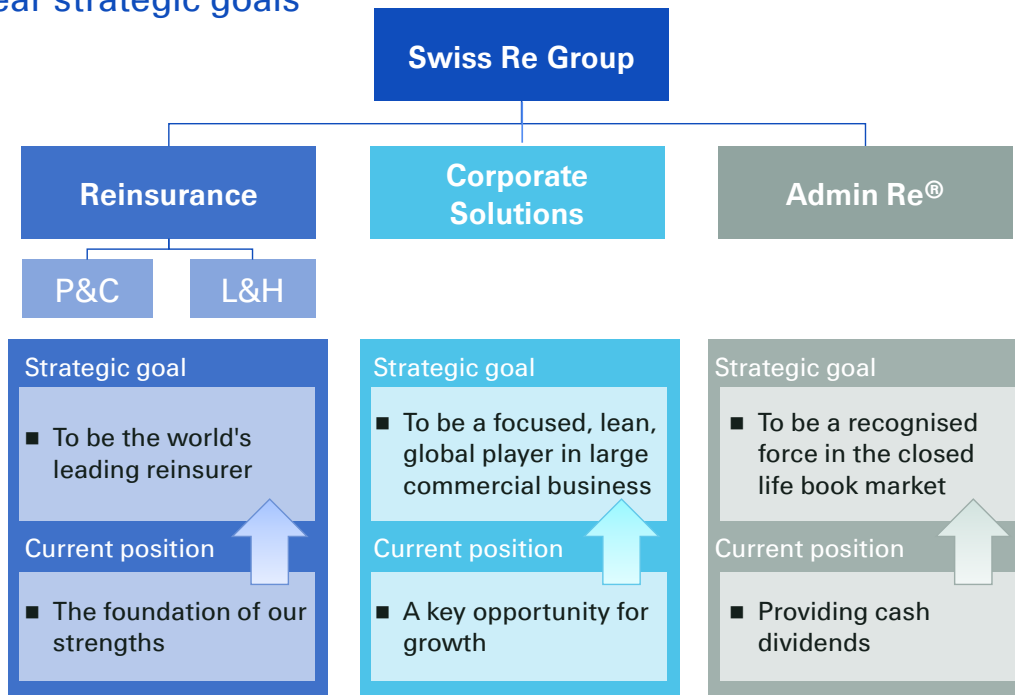 strategic goals
Swiss Re Group
Reinsurance
Corporate
Solutions
Admin Re®
P&C
L&H
Strategic goal
■ To be the world's
leading reinsurer
Current position
■ The foundation of our
strengths
Strategic goal
■ To be a focused, lean,
global player in large
commercial business
Current position
■ A key opportunity for
growth
Strategic goal
■ To be a recognised
force in the closed
life book market
Current position
■ Providing cash
dividends